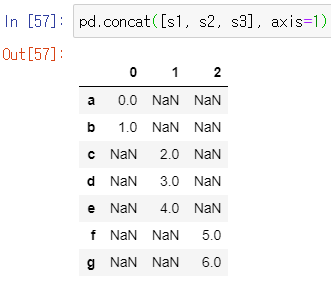 In [57]: pd.concat([s1, s2, s3], axis=1)
Out[57]:
0 1 2
a 0.0 NaN NaN
b 1.0 NaN NaN
c NaN 2.0 NaN
d NaN 3.0 NaN
e NaN 4.0 NaN
f NaN NaN 5.0
g NaN NaN 6.0